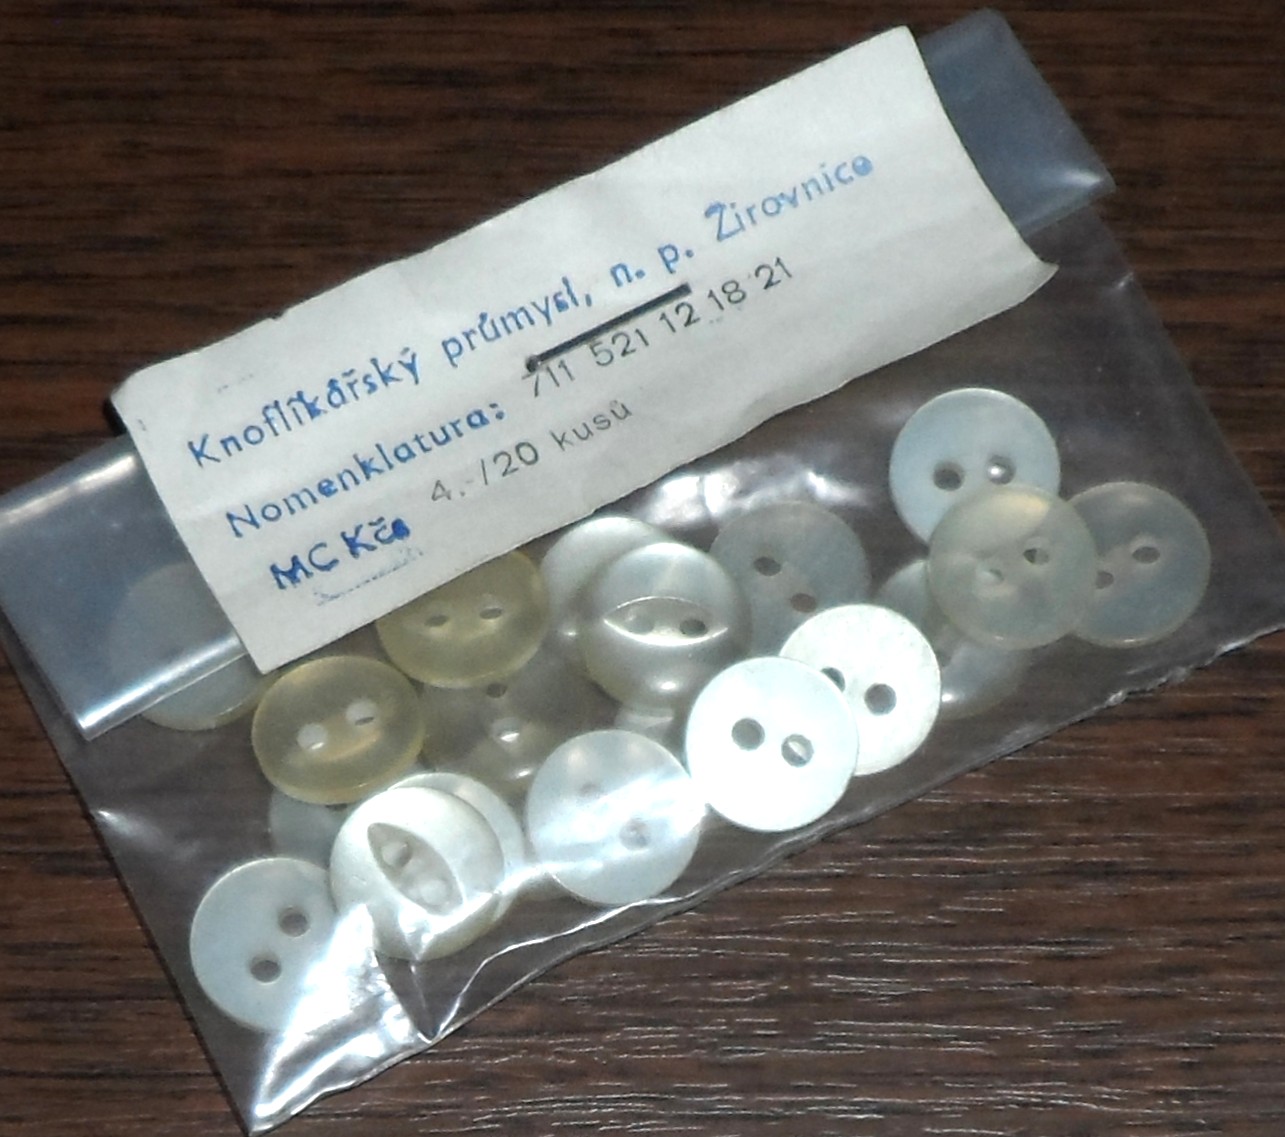 Knoflíkářský průmysl, n. p. Žirovnice
Nomenklatura: 711 521 12 18 21
MC Kčs 4.-/20 kusů